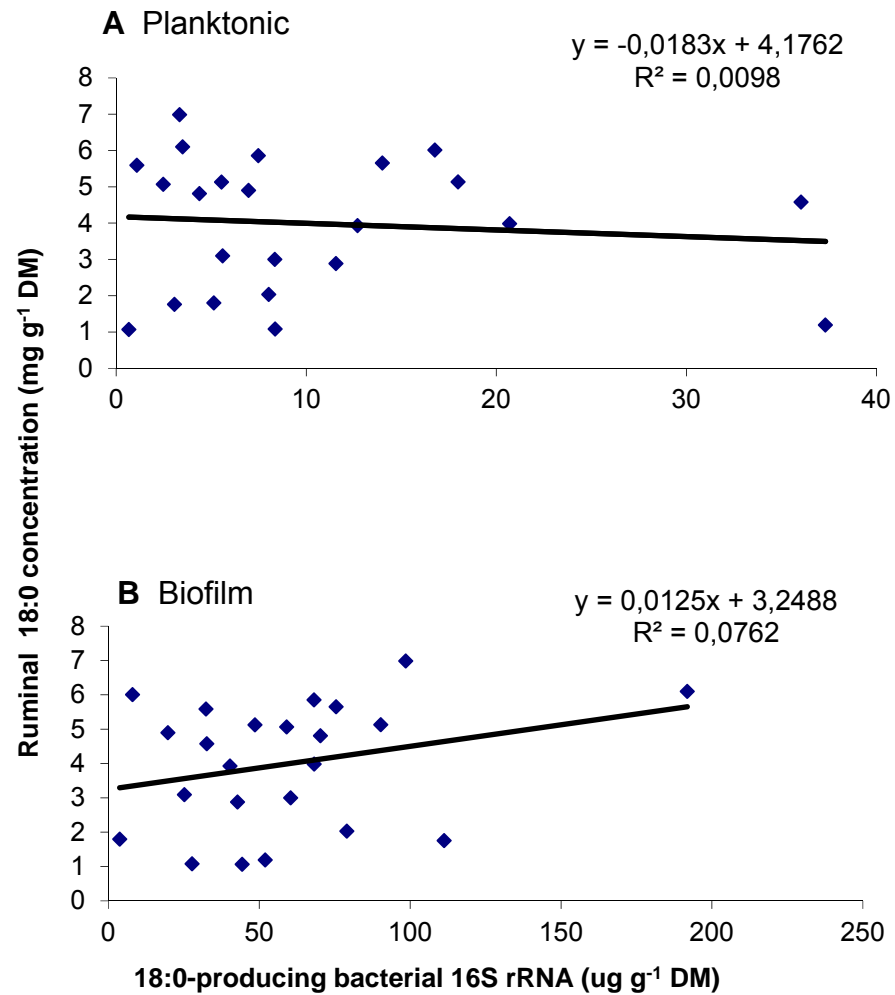 A Planktonic
y = -0,0183x + 4,1762
R² = 0,0098
8
7
6
5
4
3
2
1
0
0 10 20 30 40
Ruminal 18:0 concentration (mg g⁻¹ DM)
B Biofilm
y = 0,0125x + 3,2488
R² = 0,0762
8
7
6
5
4
3
2
1
0
0 50 100 150 200 250
18:0-producing bacterial 16S rRNA (ug g⁻¹ DM)